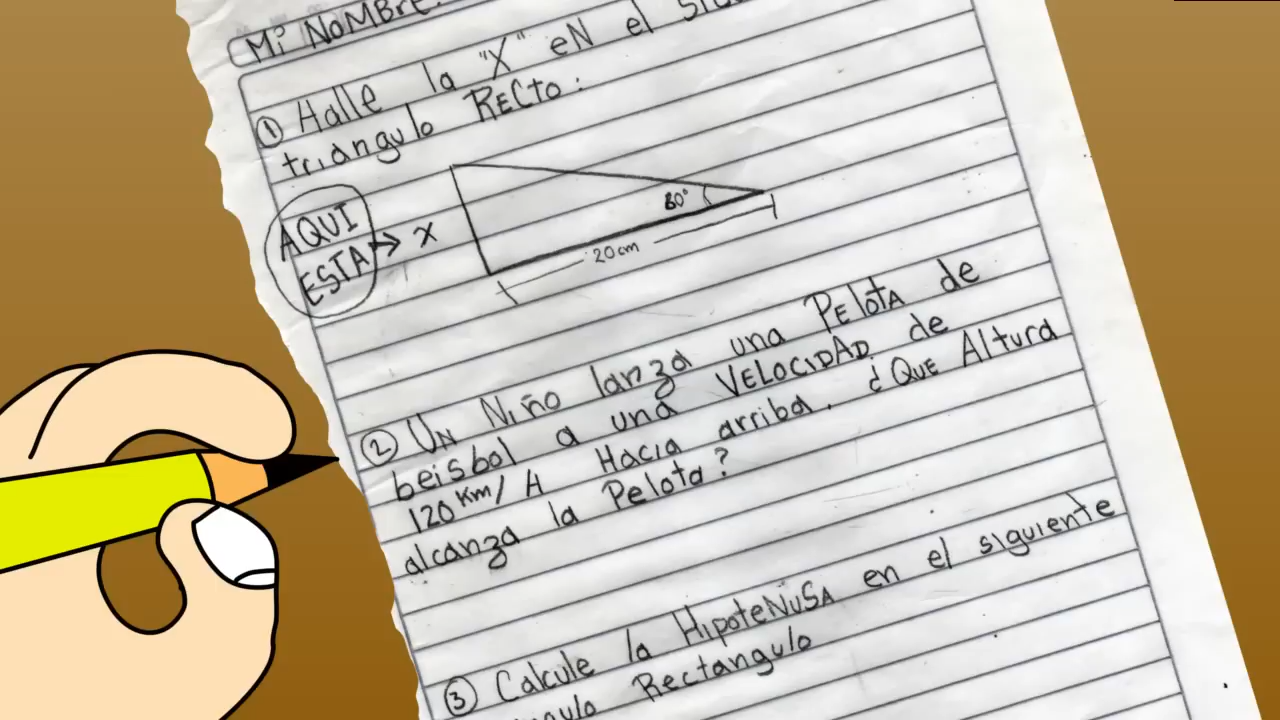 Mi NoMBRe:
① Halle la "X" eN el
triangulo RECto:
AQUI
ESTA → X
20cm
② UN Niño lanza una PElotA de
beisbol a una VELOCIDAD de
120 Km/ A Hacia arriba. ¿QUE Altura
alcanza la Pelota?
③ Calcule la HipoteNuSA en el siguiente
Rectangulo